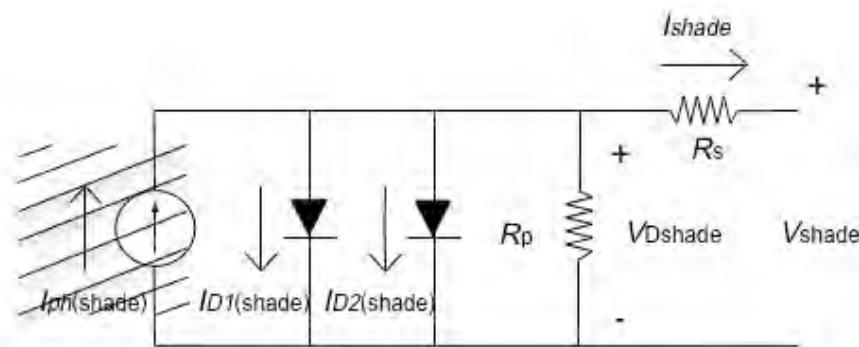 Ishade
+
+
Rs
Rp
VDshade
Vshade
Iph(shade)
ID1(shade)
ID2(shade)
-